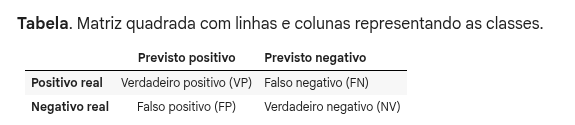 Tabela. Matriz quadrada com linhas e colunas representando as classes.
Previsto positivo Previsto negativo
Positivo real Verdadeiro positivo (VP) Falso negativo (FN)
Negativo real Falso positivo (FP) Verdadeiro negativo (NV)